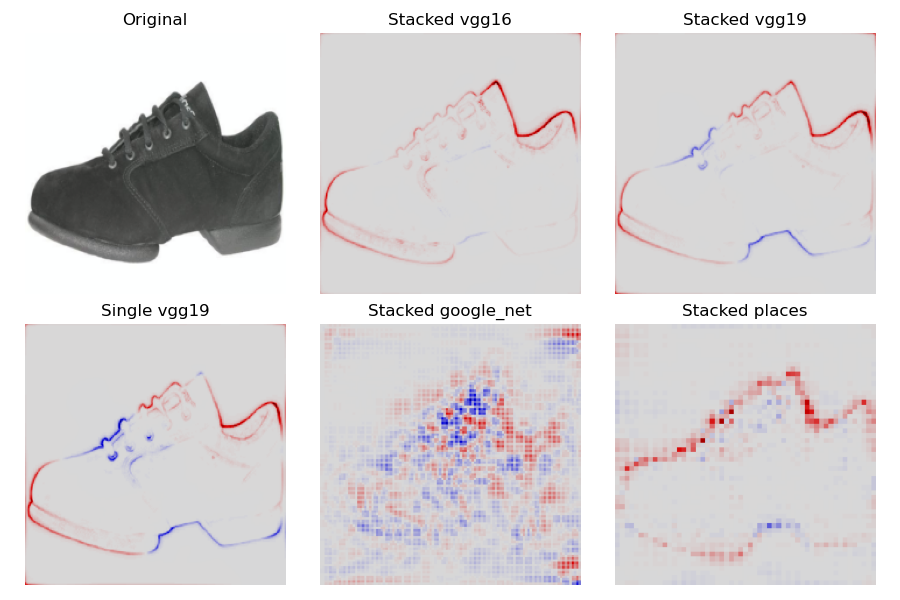 Original
Stacked vgg16
Stacked vgg19
Single vgg19
Stacked google_net
Stacked places